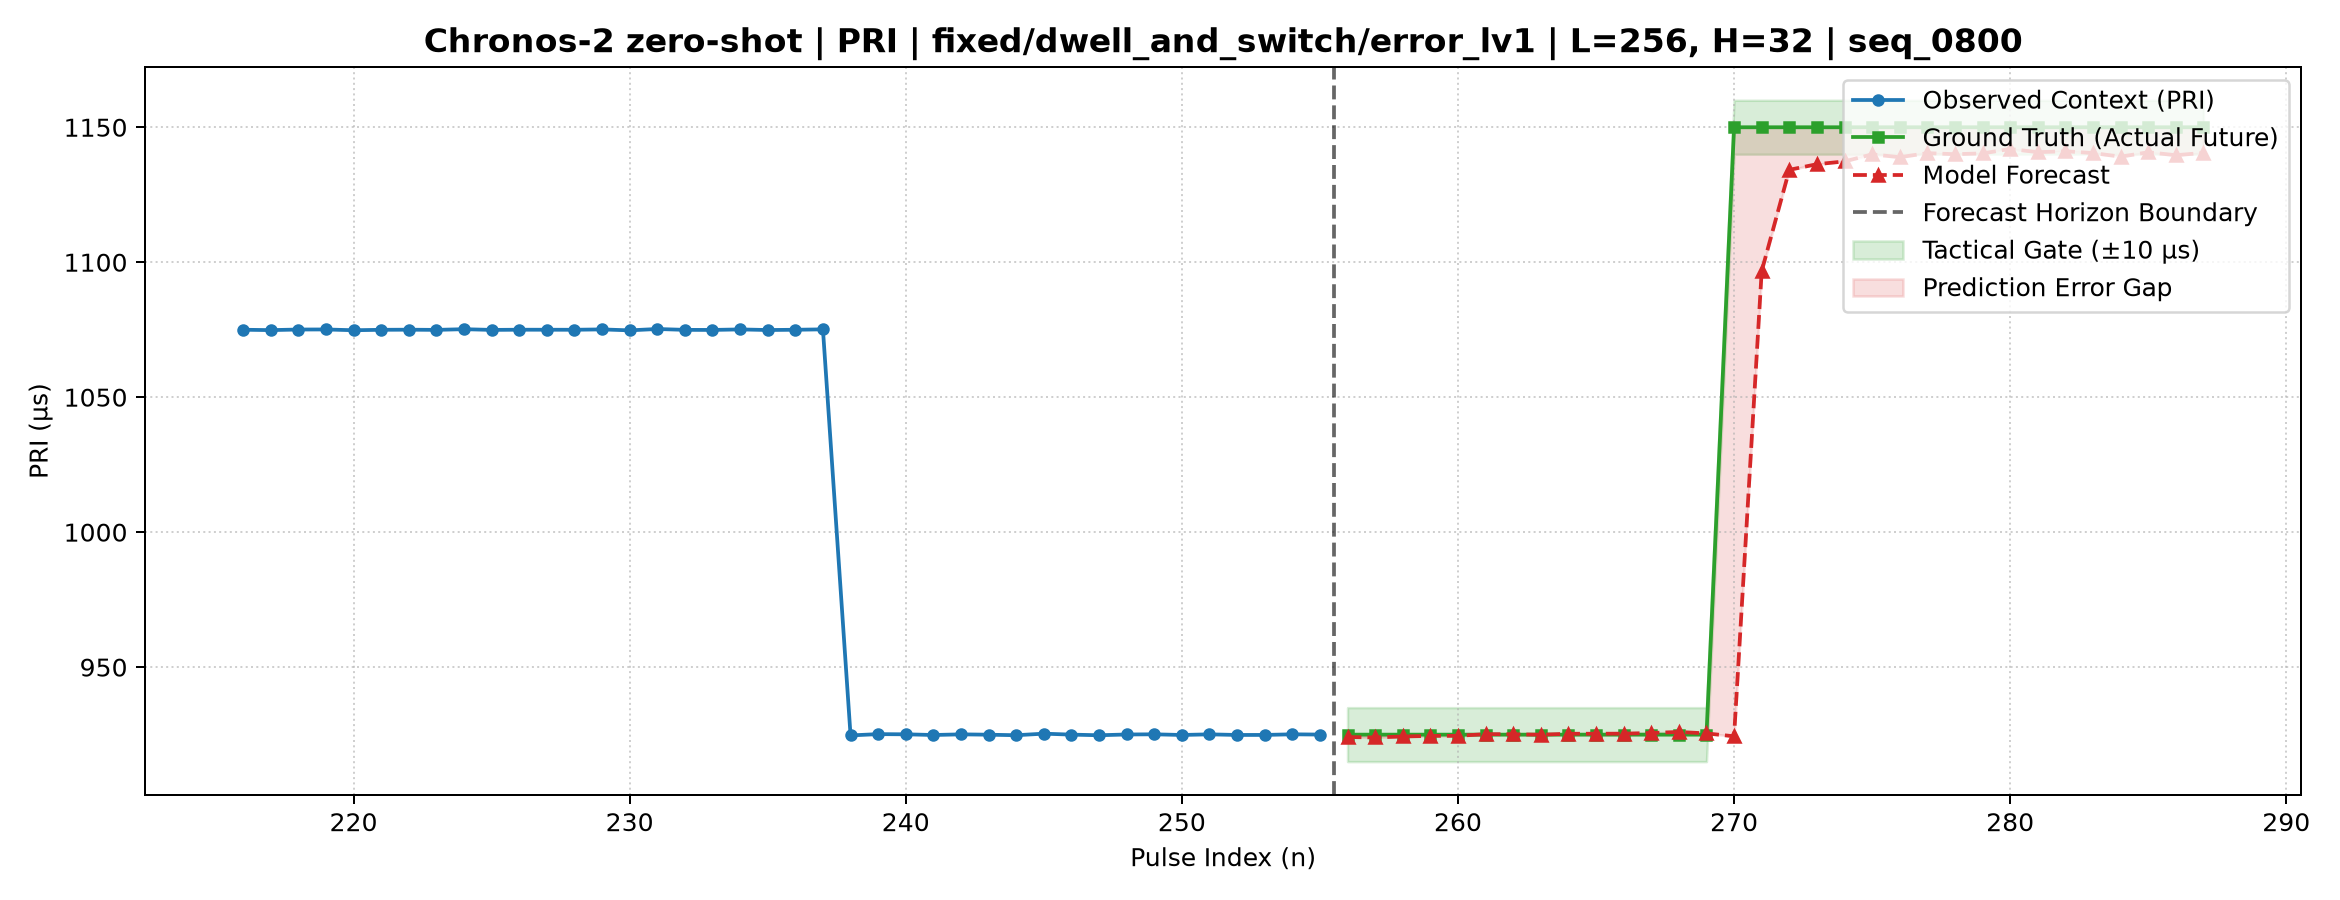 Chronos-2 zero-shot | PRI | fixed/dwell_and_switch/error_lv1 | L=256, H=32 | seq_0800
PRI (µs)
1150
1100
1050
1000
950
Observed Context (PRI)
Ground Truth (Actual Future)
Model Forecast
Forecast Horizon Boundary
Tactical Gate (±10 µs)
Prediction Error Gap
220
230
240
250
260
270
280
290
Pulse Index (n)